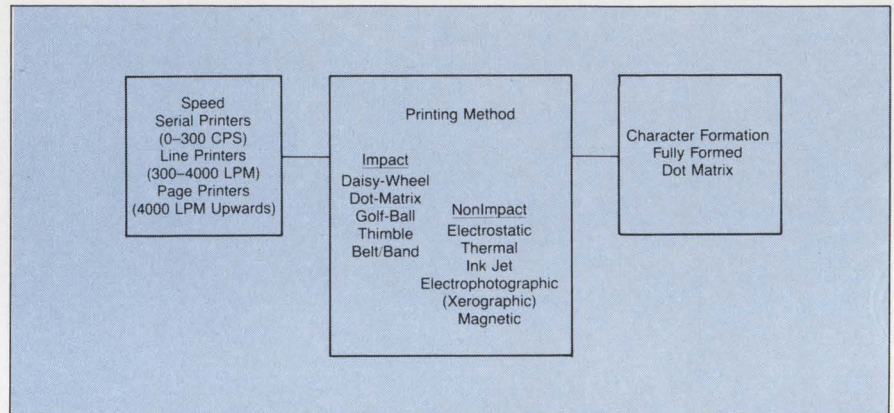 Speed
Serial Printers
(0–300 CPS)
Line Printers
(300–4000 LPM)
Page Printers
(4000 LPM Upwards)
Printing Method
Impact
Daisy-Wheel
Dot-Matrix
Golf-Ball
Thimble
Belt/Band
NonImpact
Electrostatic
Thermal
Ink Jet
Electrophotographic
(Xerographic)
Magnetic
Character Formation
Fully Formed
Dot Matrix